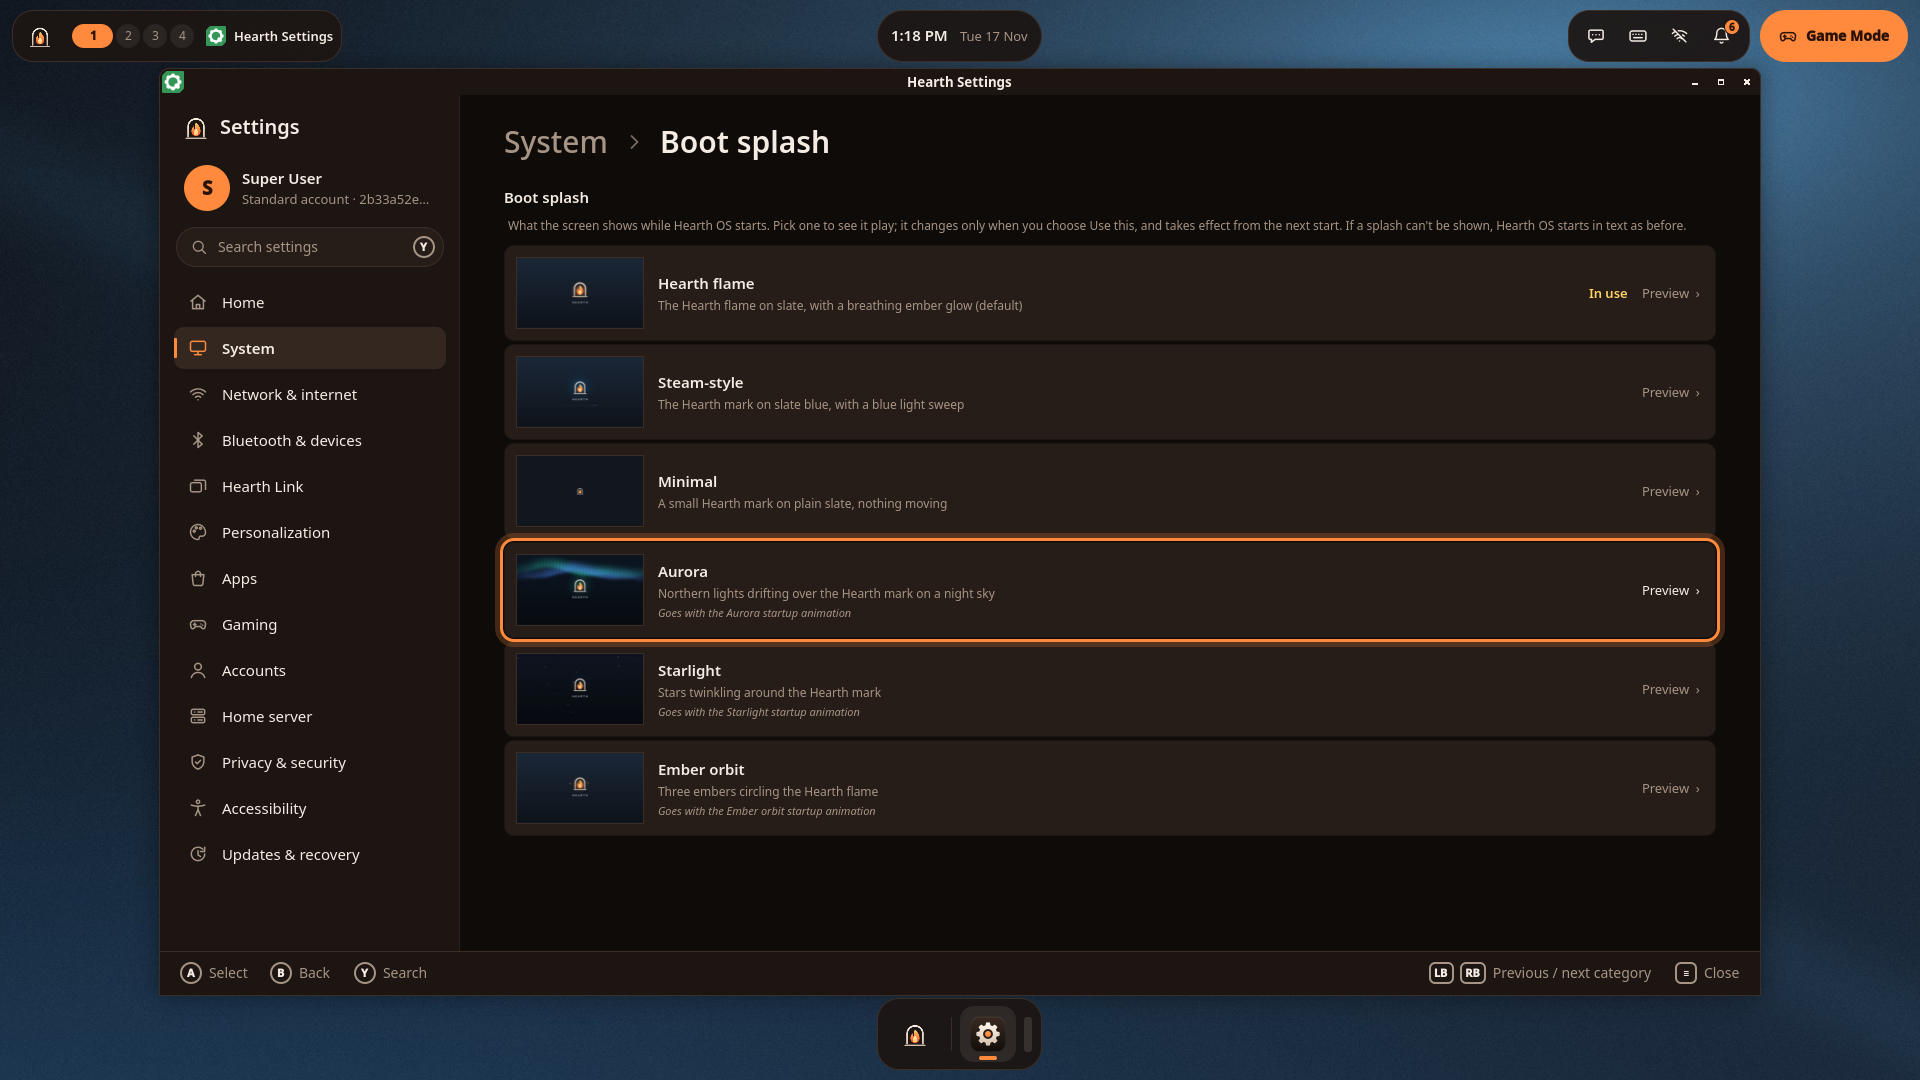 1 2 3 4 Hearth Settings
1:18 PM Tue 17 Nov
6
Game Mode
Hearth Settings
Settings
S
Super User
Standard account · 2b33a52e...
Search settings Y
Home
System
Network & internet
Bluetooth & devices
Hearth Link
Personalization
Apps
Gaming
Accounts
Home server
Privacy & security
Accessibility
Updates & recovery
System › Boot splash
Boot splash
What the screen shows while Hearth OS starts. Pick one to see it play; it changes only when you choose Use this, and takes effect from the next start. If a splash can't be shown, Hearth OS starts in text as before.
Hearth flame
The Hearth flame on slate, with a breathing ember glow (default)
In use Preview ›
Steam-style
The Hearth mark on slate blue, with a blue light sweep
Preview ›
Minimal
A small Hearth mark on plain slate, nothing moving
Preview ›
Aurora
Northern lights drifting over the Hearth mark on a night sky
Goes with the Aurora startup animation
Preview ›
Starlight
Stars twinkling around the Hearth mark
Goes with the Starlight startup animation
Preview ›
Ember orbit
Three embers circling the Hearth flame
Goes with the Ember orbit startup animation
Preview ›
A Select B Back Y Search
LB RB Previous / next category ≡ Close